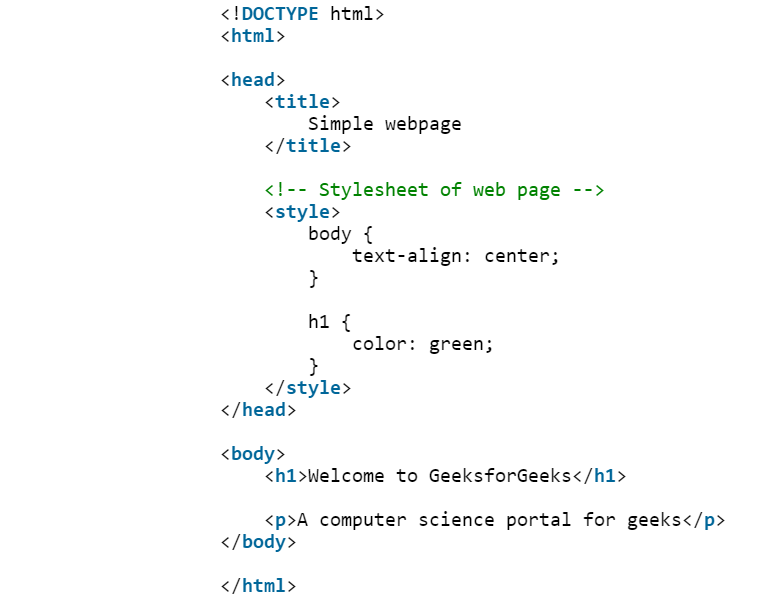 <!DOCTYPE html>
<html>
<head>
<title>
Simple webpage
</title>
<!-- Stylesheet of web page -->
<style>
body {
text-align: center;
}
h1 {
color: green;
}
</style>
</head>
<body>
<h1>Welcome to GeeksforGeeks</h1>
<p>A computer science portal for geeks</p>
</body>
</html>